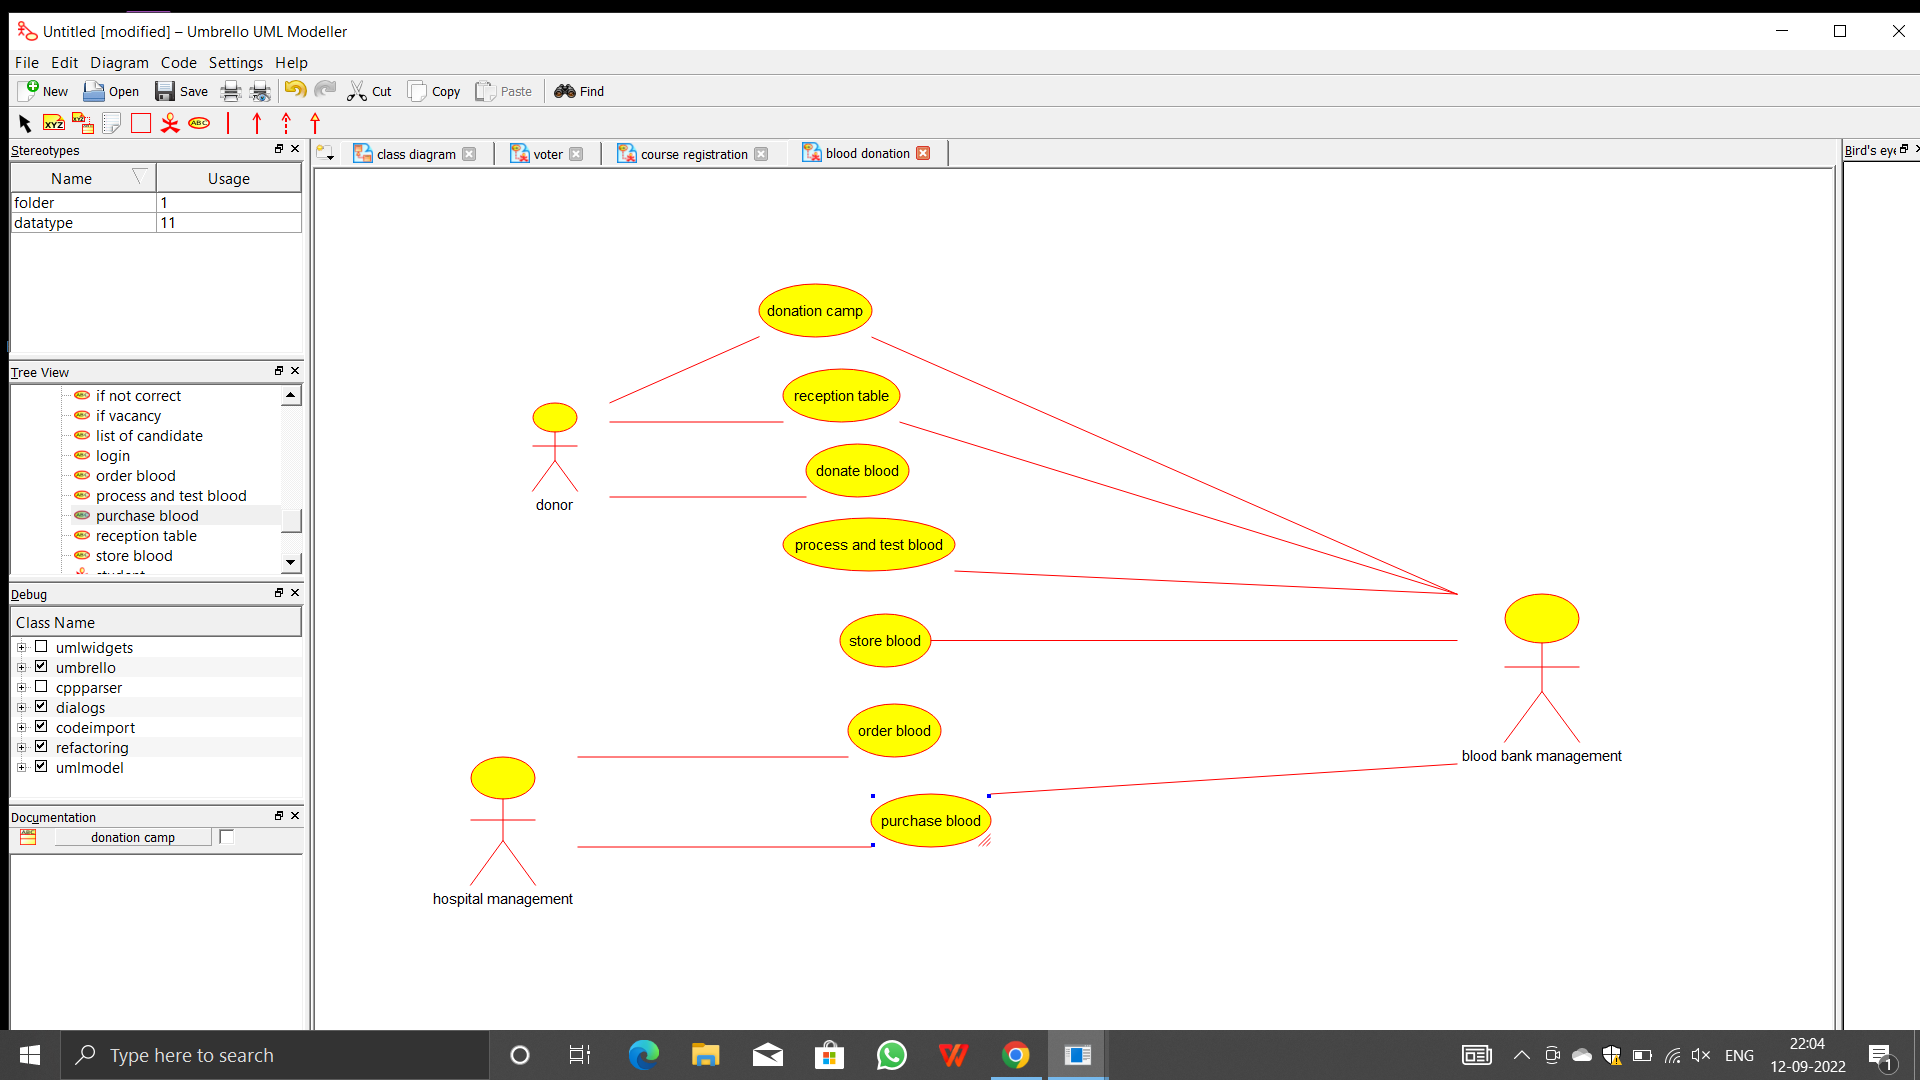 Untitled [modified] – Umbrello UML Modeller
File Edit Diagram Code Settings Help
New Open Save Cut Copy Paste Find
XYZ XYZ ABC
Stereotypes
Name Usage
folder 1
datatype 11
Tree View
if not correct
if vacancy
list of candidate
login
order blood
process and test blood
purchase blood
reception table
store blood
Debug
Class Name
umlwidgets
umbrello
cppparser
dialogs
codeimport
refactoring
umlmodel
Documentation
donation camp
class diagram voter course registration blood donation
Bird's eye
donation camp
reception table
donate blood
donor
process and test blood
store blood
order blood
blood bank management
purchase blood
hospital management
Type here to search
ENG
22:04
12-09-2022
1